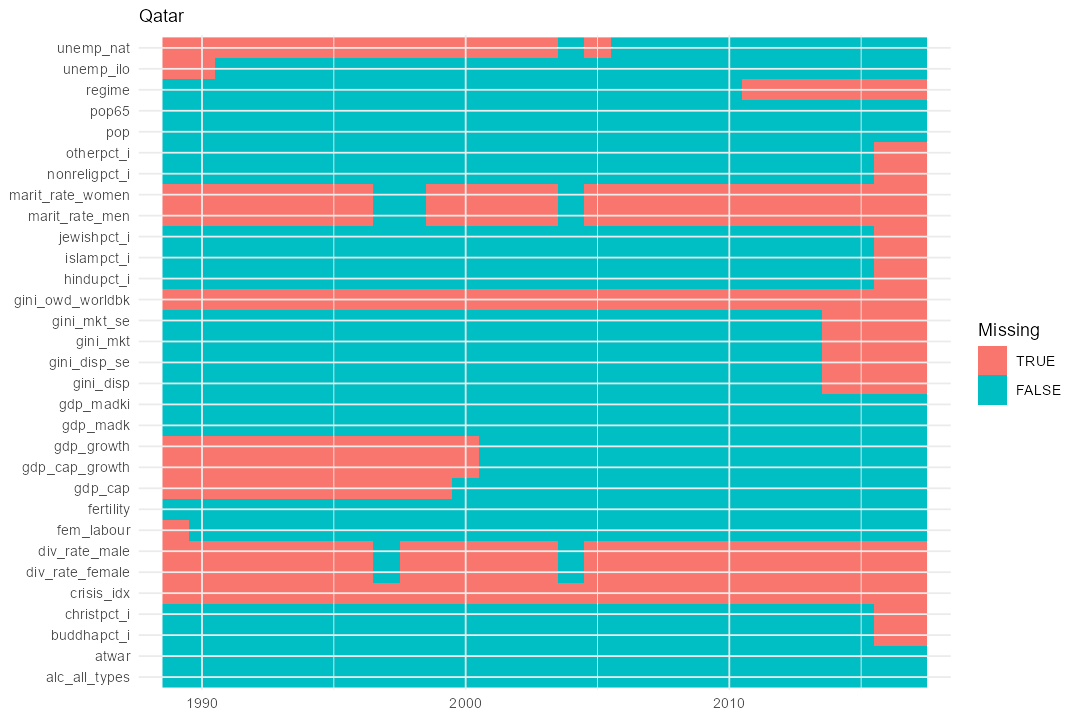 Qatar
unemp_nat
unemp_ilo
regime
pop65
pop
otherpct_i
nonreligpct_i
marit_rate_women
marit_rate_men
jewishpct_i
islampct_i
hindupct_i
gini_owd_worldbk
gini_mkt_se
gini_mkt
gini_disp_se
gini_disp
gdp_madki
gdp_madk
gdp_growth
gdp_cap_growth
gdp_cap
fertility
fem_labour
div_rate_male
div_rate_female
crisis_idx
christpct_i
buddhapct_i
atwar
alc_all_types
1990 2000 2010
Missing
TRUE
FALSE